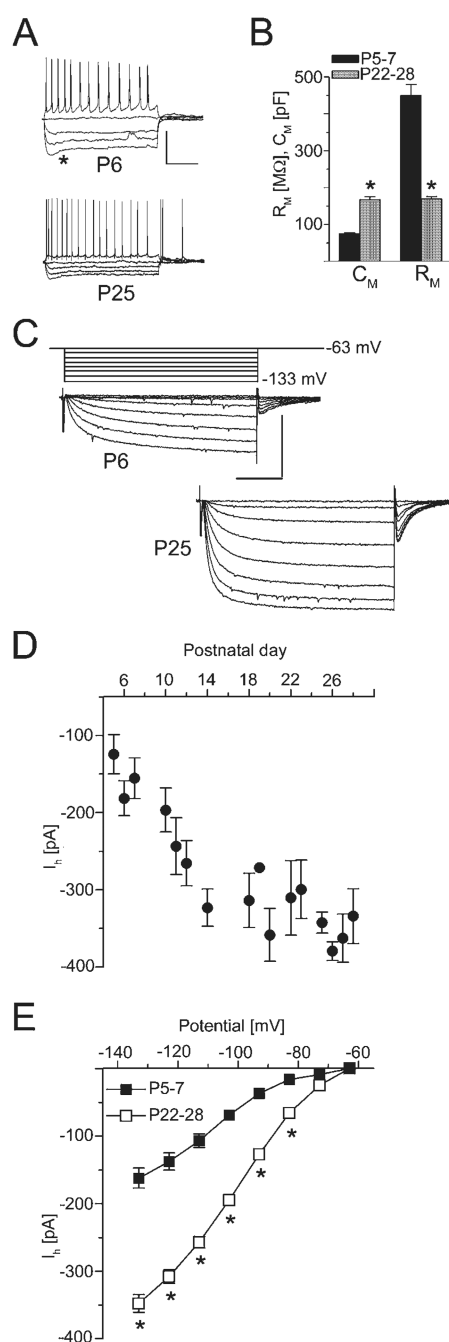 A
*
P6
P25
B
P5-7
P22-28
R_M [MΩ], C_M [pF]
500
300
100
*
*
C_M
R_M
C
-63 mV
-133 mV
P6
P25
D
Postnatal day
6 10 14 18 22 26
I_h [pA]
-100
-200
-300
-400
E
Potential [mV]
-140 -120 -100 -80 -60
P5-7
P22-28
I_h [pA]
-100
-200
-300
-400
*
*
*
*
*
*